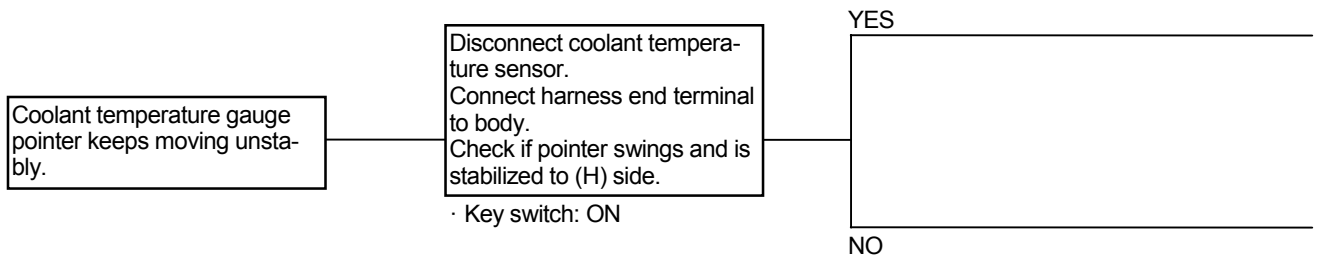 Coolant temperature gauge
pointer keeps moving unsta-
bly.
Disconnect coolant tempera-
ture sensor.
Connect harness end terminal
to body.
Check if pointer swings and is
stabilized to (H) side.
· Key switch: ON
YES
NO